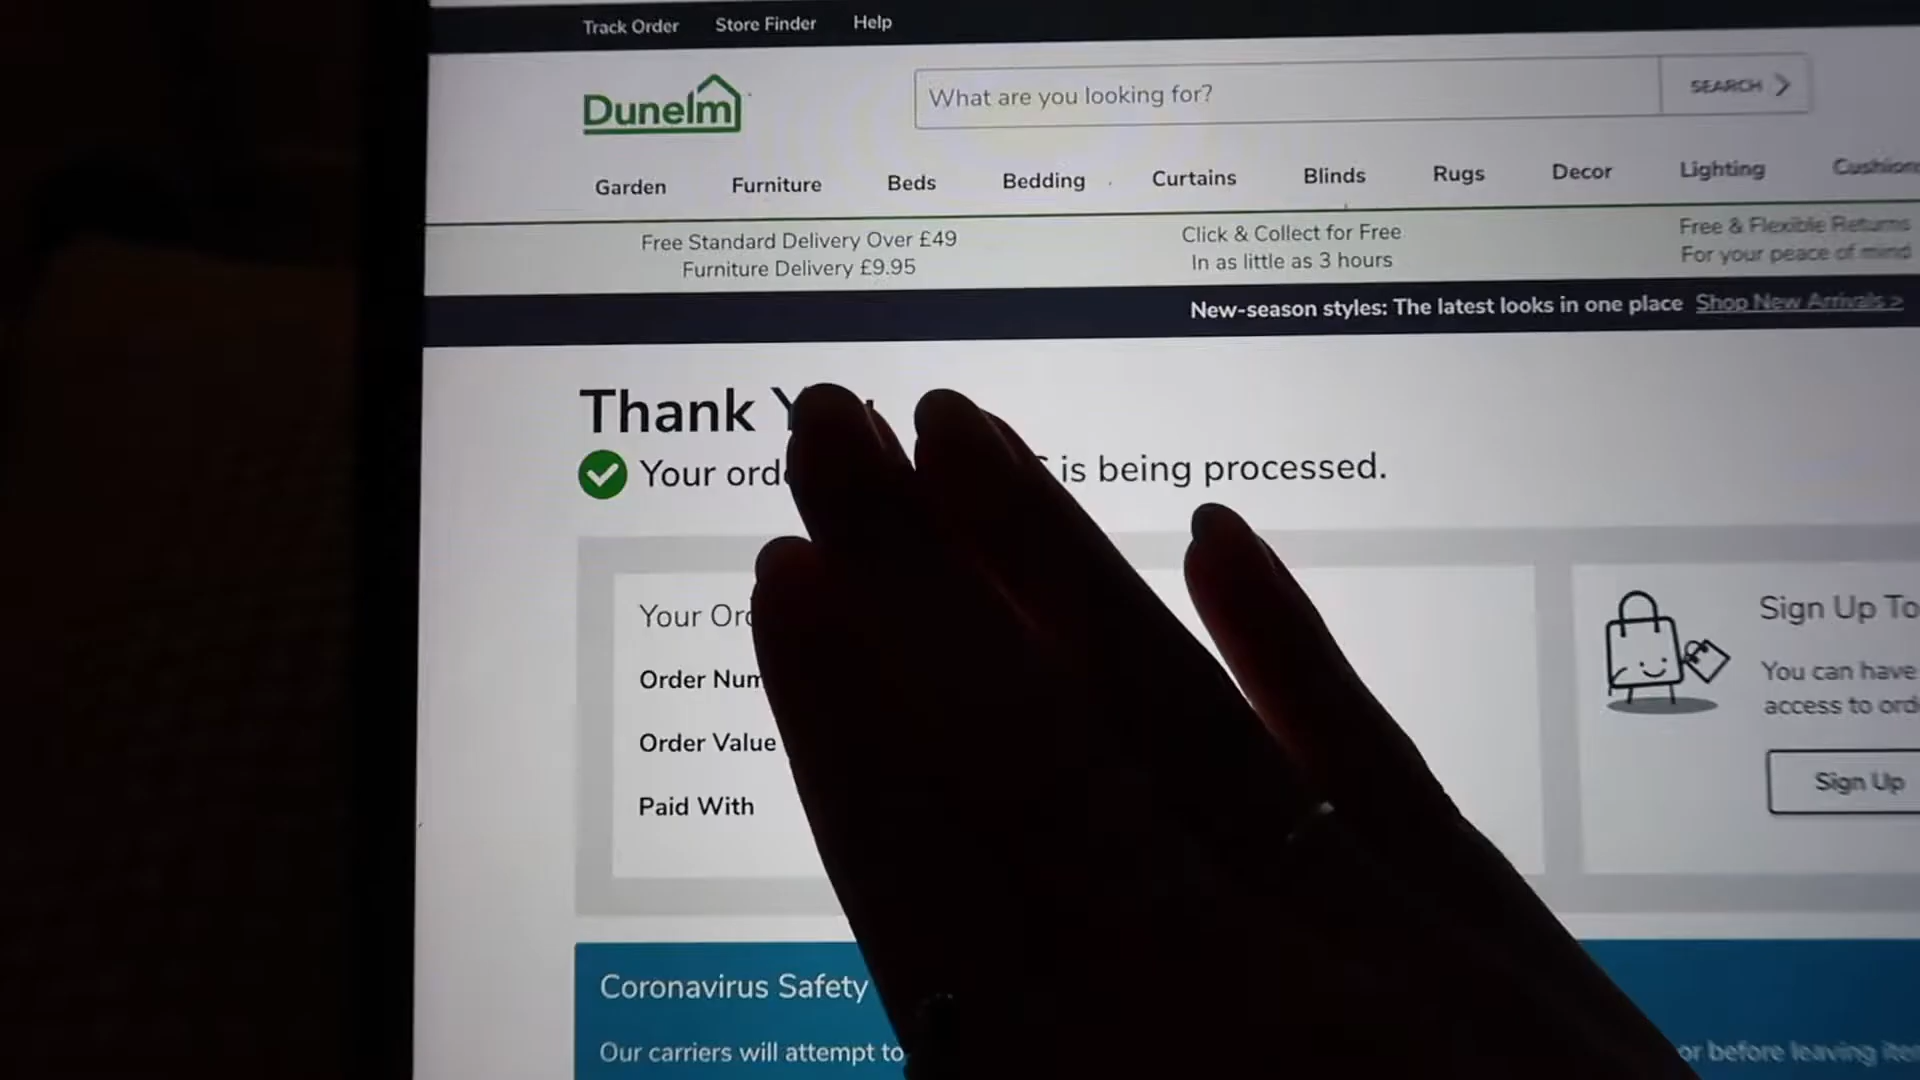 Track Order Store Finder Help
Dunelm
What are you looking for? SEARCH
Garden Furniture Beds Bedding Curtains Blinds Rugs Decor Lighting Cushions
Free Standard Delivery Over £49 Click & Collect for Free Free & Flexible Returns
Furniture Delivery £9.95 In as little as 3 hours For your peace of mind
New-season styles: The latest looks in one place Shop New Arrivals >
Thank
Your is being processed.
Your
Order
Order Value
Paid With
Sign Up To
You can have
access to
Sign Up
Coronavirus Safety
Our carriers will attempt to or before leaving